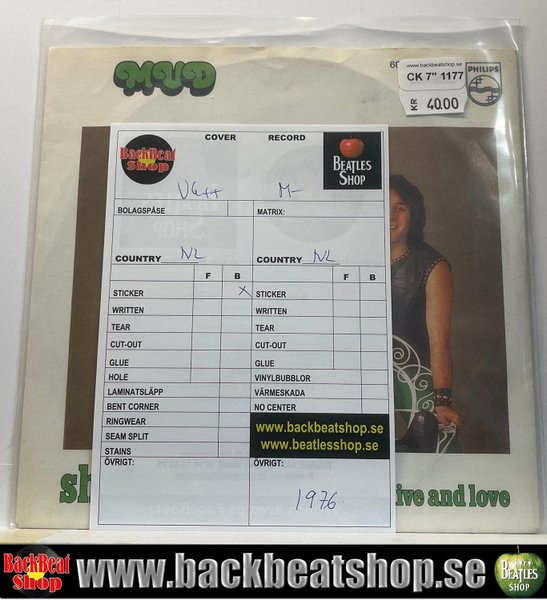 MUD
60
www.backbeatshop.se
CK 7" 1177
KR 40.00
PHILIPS
COVER RECORD
BackBeat Shop
BEATLES SHOP
VG++ M-
BOLAGSPÅSE MATRIX:
COUNTRY NL COUNTRY NL
F B F B
STICKER X STICKER
WRITTEN WRITTEN
TEAR TEAR
CUT-OUT CUT-OUT
GLUE GLUE
HOLE VINYLBUBBLOR
LAMINATSLÄPP VÄRMESKADA
BENT CORNER NO CENTER
RINGWEAR
SEAM SPLIT
STAINS
www.backbeatshop.se
www.beatlesshop.se
ÖVRIGT: ÖVRIGT:
1976
sh
live and love
BackBeat Shop www.backbeatshop.se BEATLES SHOP